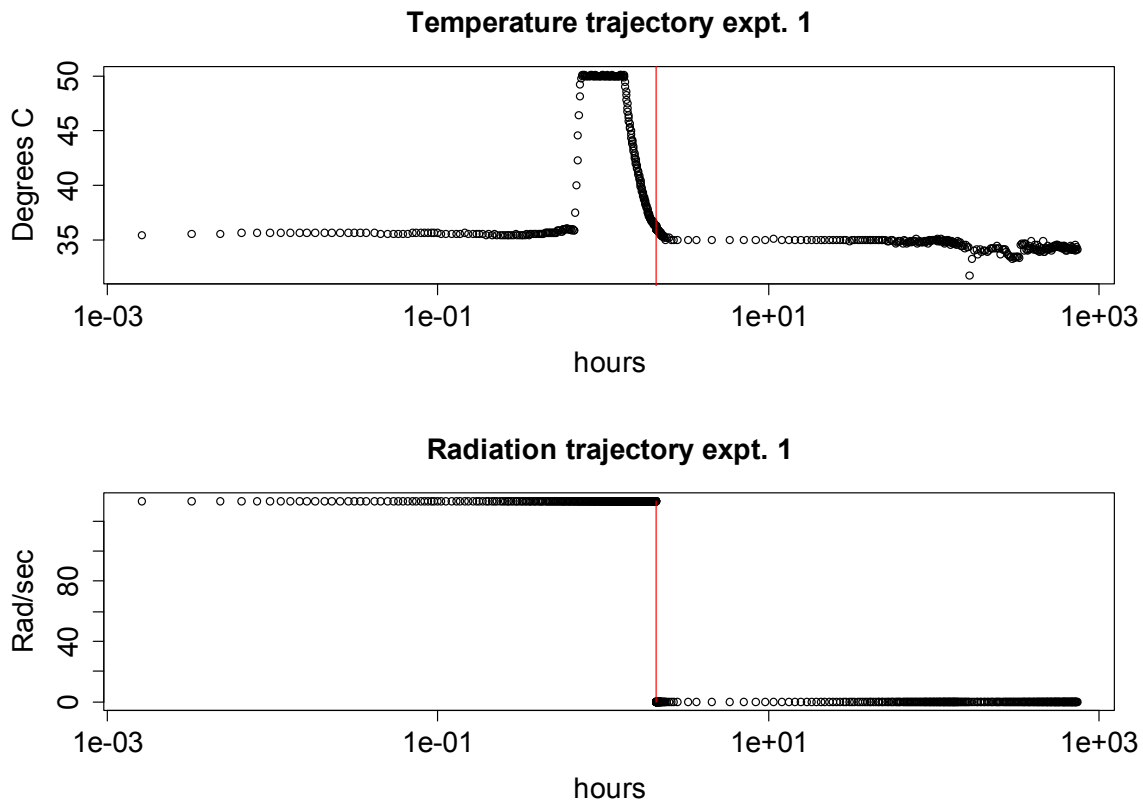 Temperature trajectory expt. 1
50
45
40
35
Degrees C
1e-03 1e-01 1e+01 1e+03
hours
Radiation trajectory expt. 1
80
40
0
Rad/sec
1e-03 1e-01 1e+01 1e+03
hours